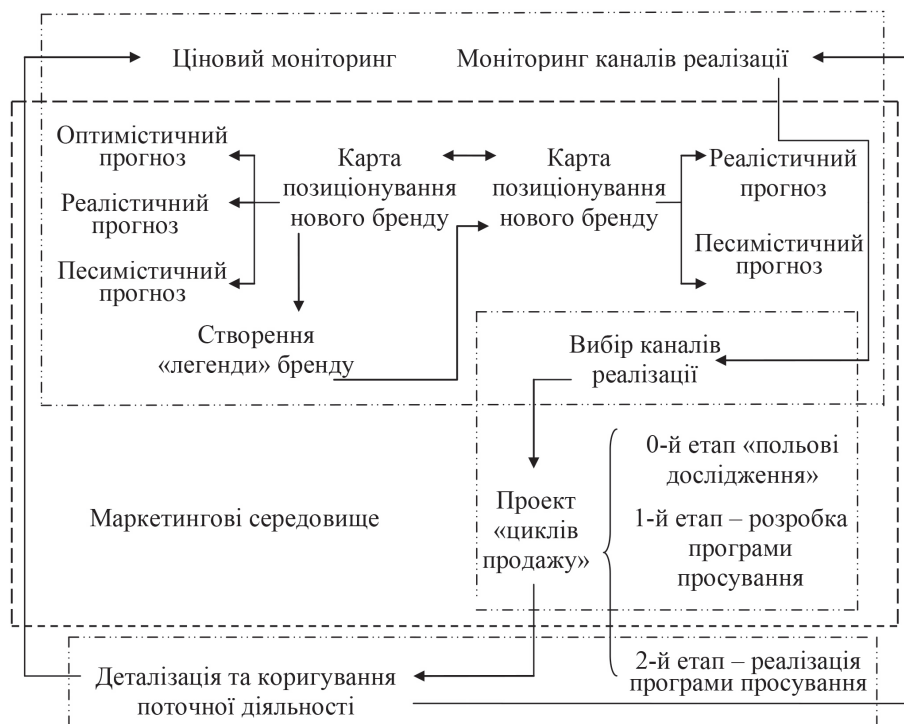 Ціновий моніторинг
Моніторинг каналів реалізації
Оптимістичний
прогноз
Реалістичний
прогноз
Песимістичний
прогноз
Карта
позиціонування
нового бренду
Карта
позиціонування
нового бренду
Реалістичний
прогноз
Песимістичний
прогноз
Створення
«легенди» бренду
Вибір каналів
реалізації
Маркетингові середовище
Проект
«циклів
продажу»
0-й етап «польові
дослідження»
1-й етап – розробка
програми
просування
2-й етап – реалізація
програми просування
Деталізація та коригування
поточної діяльності